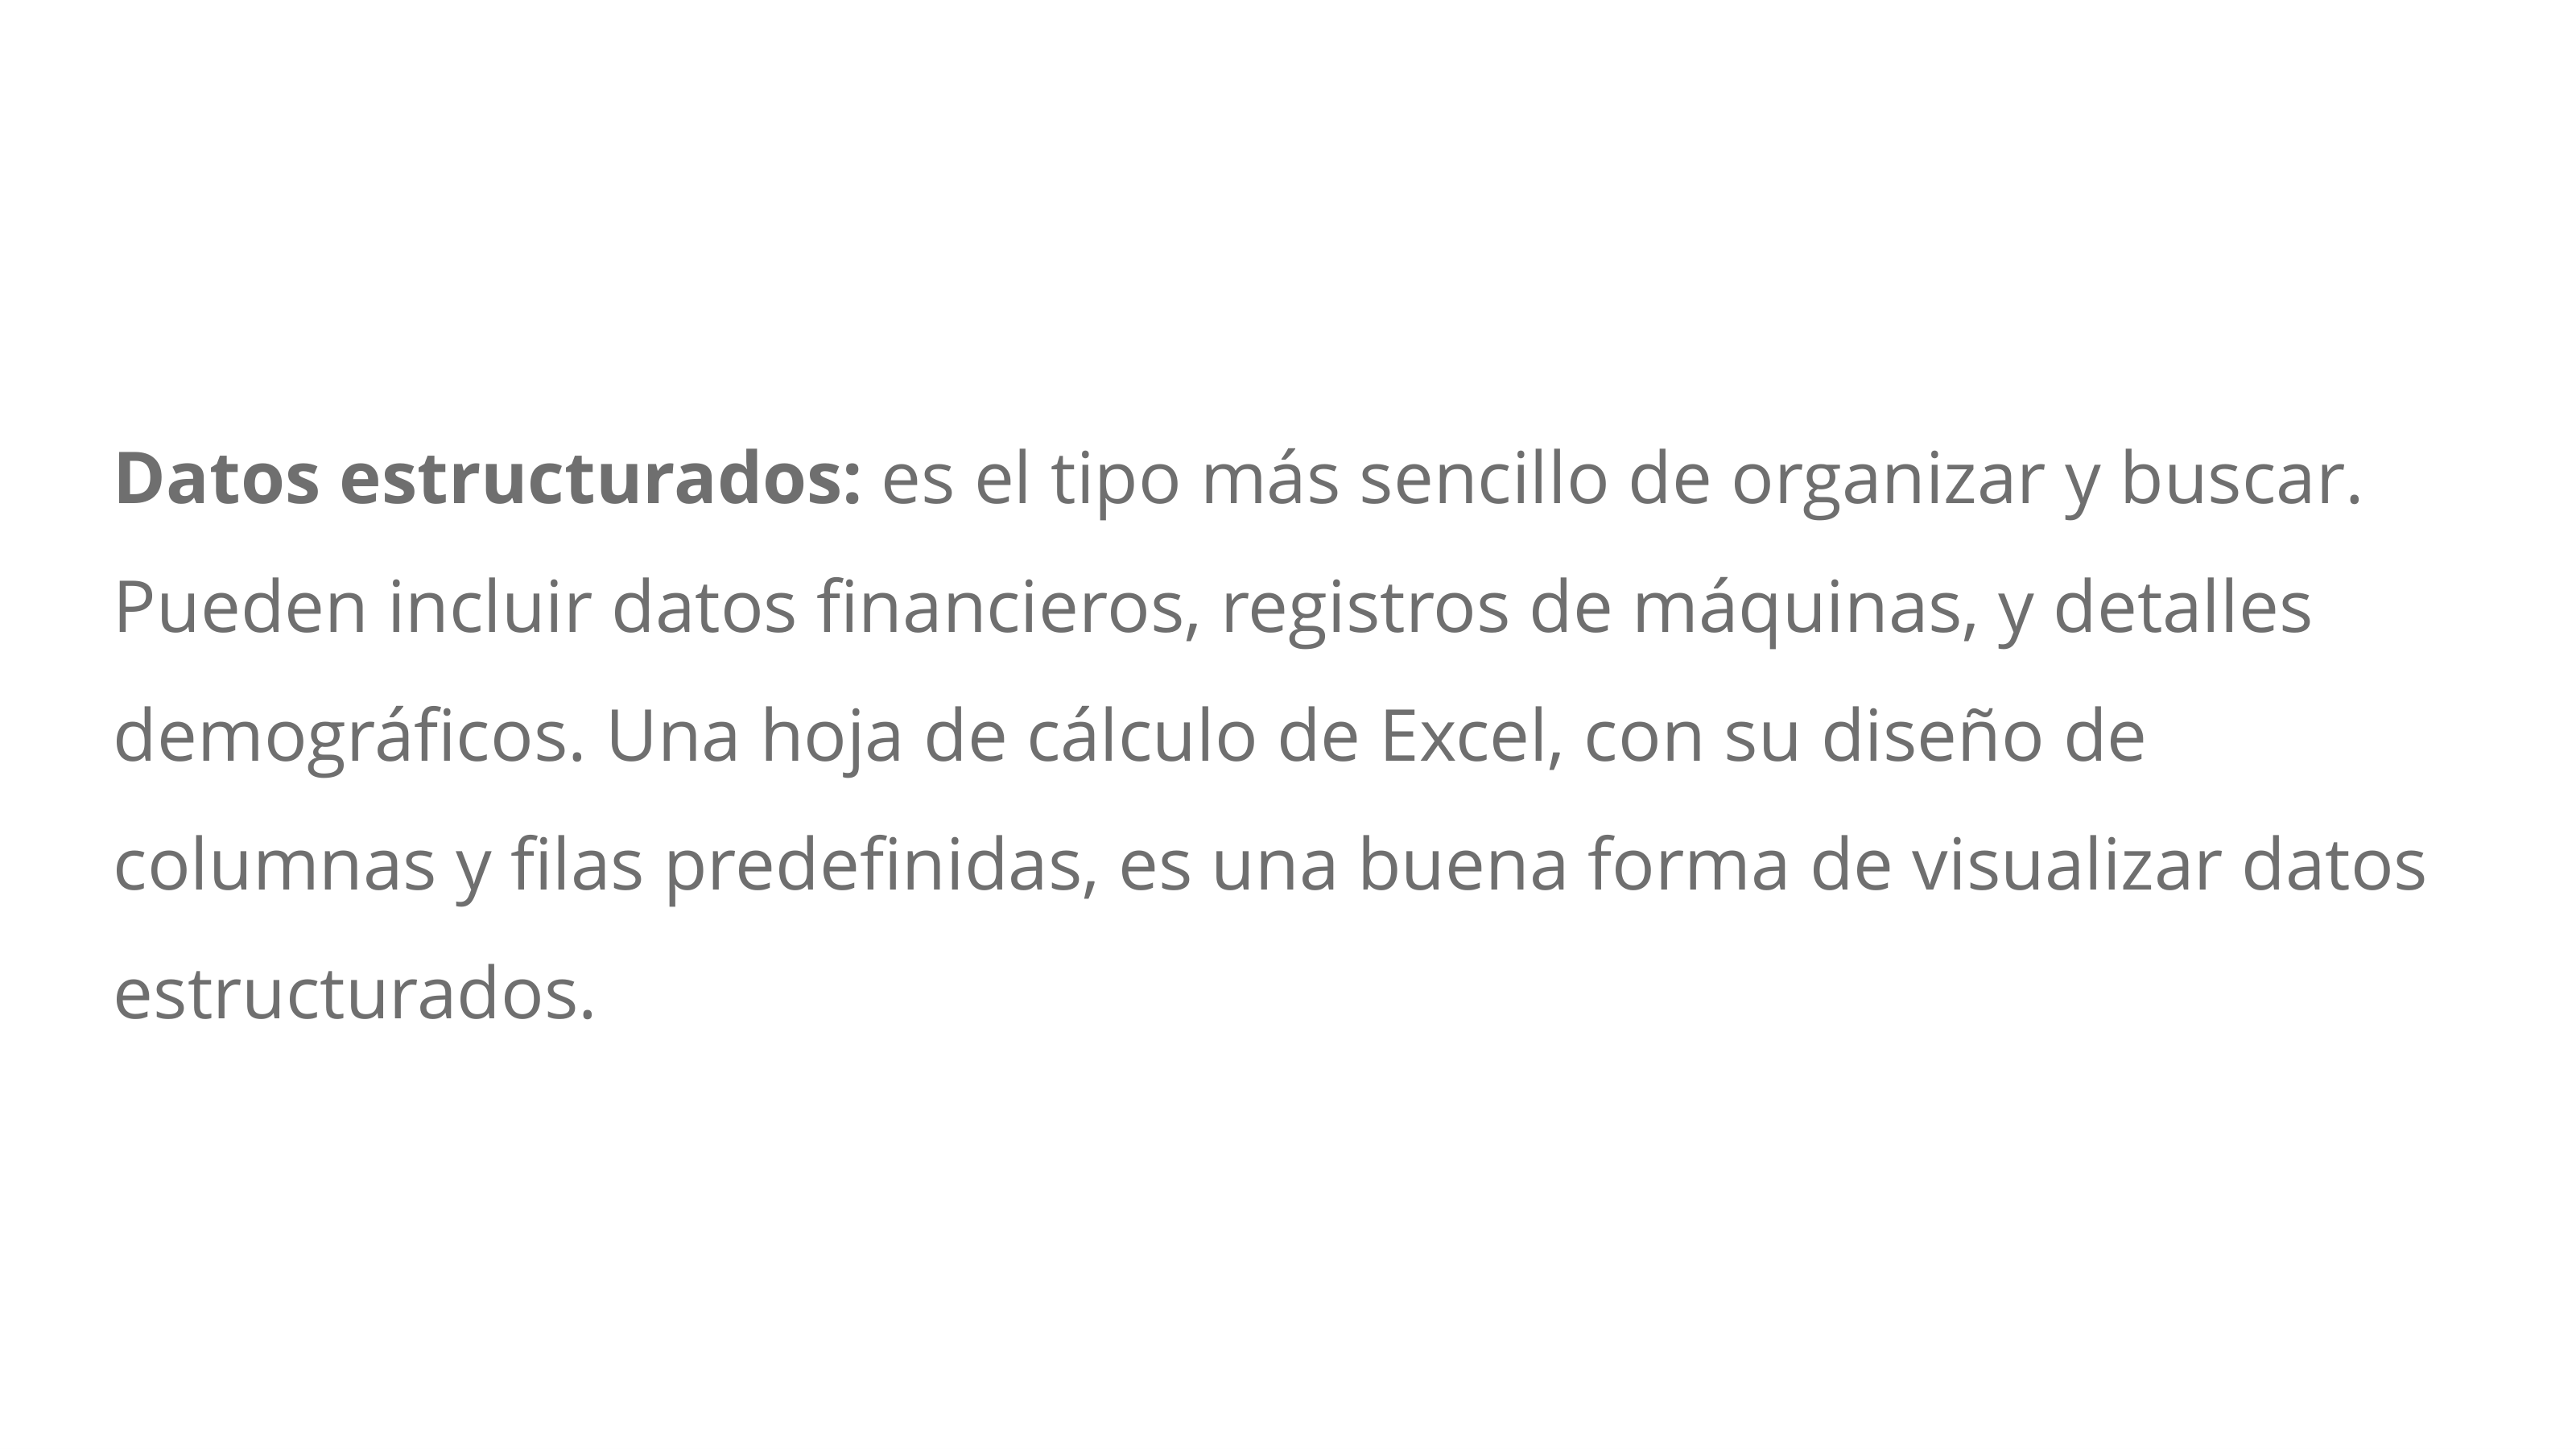 Datos estructurados: es el tipo más sencillo de organizar y buscar.
Pueden incluir datos financieros, registros de máquinas, y detalles
demográficos. Una hoja de cálculo de Excel, con su diseño de
columnas y filas predefinidas, es una buena forma de visualizar datos
estructurados.